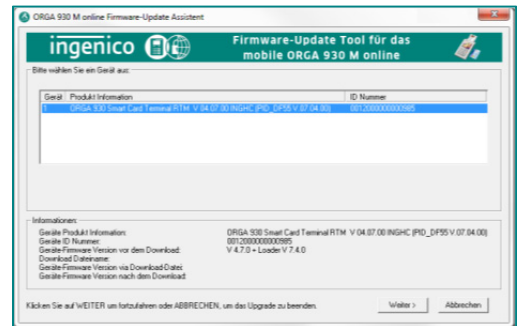 ORGA 930 M online Firmware-Update Assistent
ingenico
Firmware-Update Tool für das
mobile ORGA 930 M online
Bitte wählen Sie ein Gerät aus:
Gerät Produkt Information ID Nummer
1 ORGA 930 Smart Card Terminal RTM V 04.07.00 INGHC (PID_DF55 V.07.04.00) 0012000000000985
Informationen:
Geräte Produkt Information: ORGA 930 Smart Card Terminal RTM V 04.07.00 INGHC (PID_DF55 V.07.04.00)
Geräte ID Nummer: 0012000000000985
Geräte-Firmware Version vor dem Download: V 4.7.0 + Loader V 7.4.0
Download Dateiname:
Geräte-Firmware Version via Download-Datei:
Geräte-Firmware Version nach dem Download:
Klicken Sie auf WEITER um fortzufahren oder ABBRECHEN, um das Upgrade zu beenden.
Weiter > Abbrechen